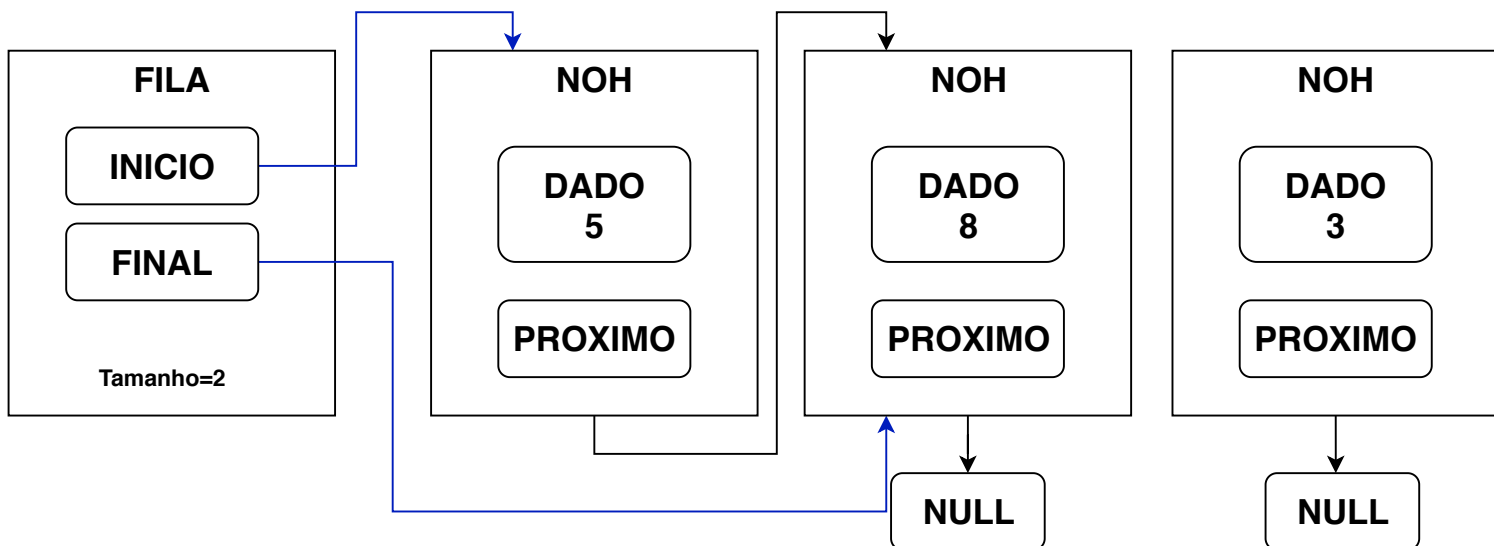 FILA
INICIO
FINAL
Tamanho=2
NOH
DADO
5
PROXIMO
NOH
DADO
8
PROXIMO
NULL
NOH
DADO
3
PROXIMO
NULL